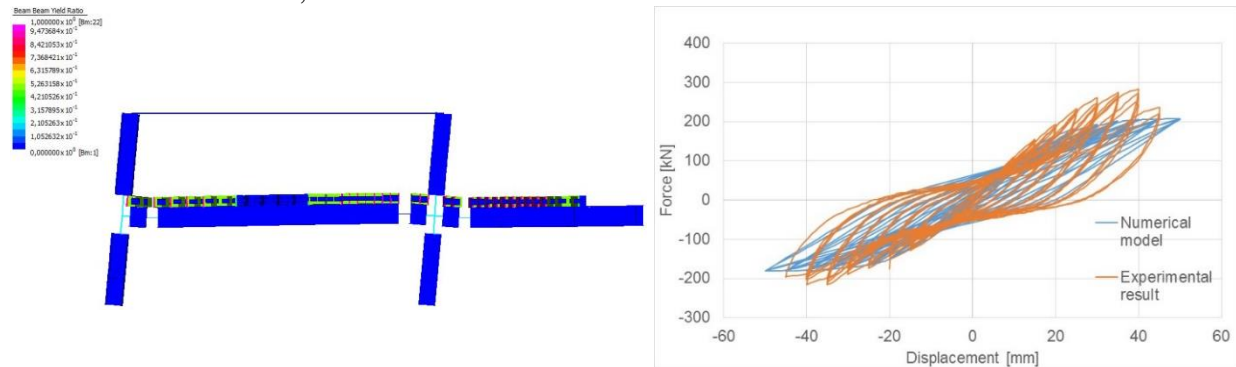 Beam Beam Yield Ratio
1,000000x10⁰ [Bm:22]
9,473684x10⁻¹
8,421053x10⁻¹
7,368421x10⁻¹
6,315789x10⁻¹
5,263158x10⁻¹
4,210526x10⁻¹
3,157895x10⁻¹
2,105263x10⁻¹
1,052632x10⁻¹
0,000000x10⁰ [Bm:1]
Force [kN]
400
300
200
100
0
-100
-200
-300
-60
-40
-20
0
20
40
60
Displacement [mm]
Numerical
model
Experimental
result